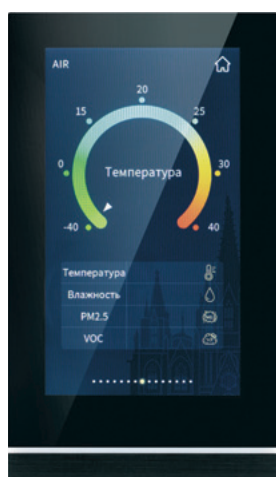 AIR
20
15
25
0
30
Температура
-40
40
Температура
°C
Влажность
PM2.5
VOC